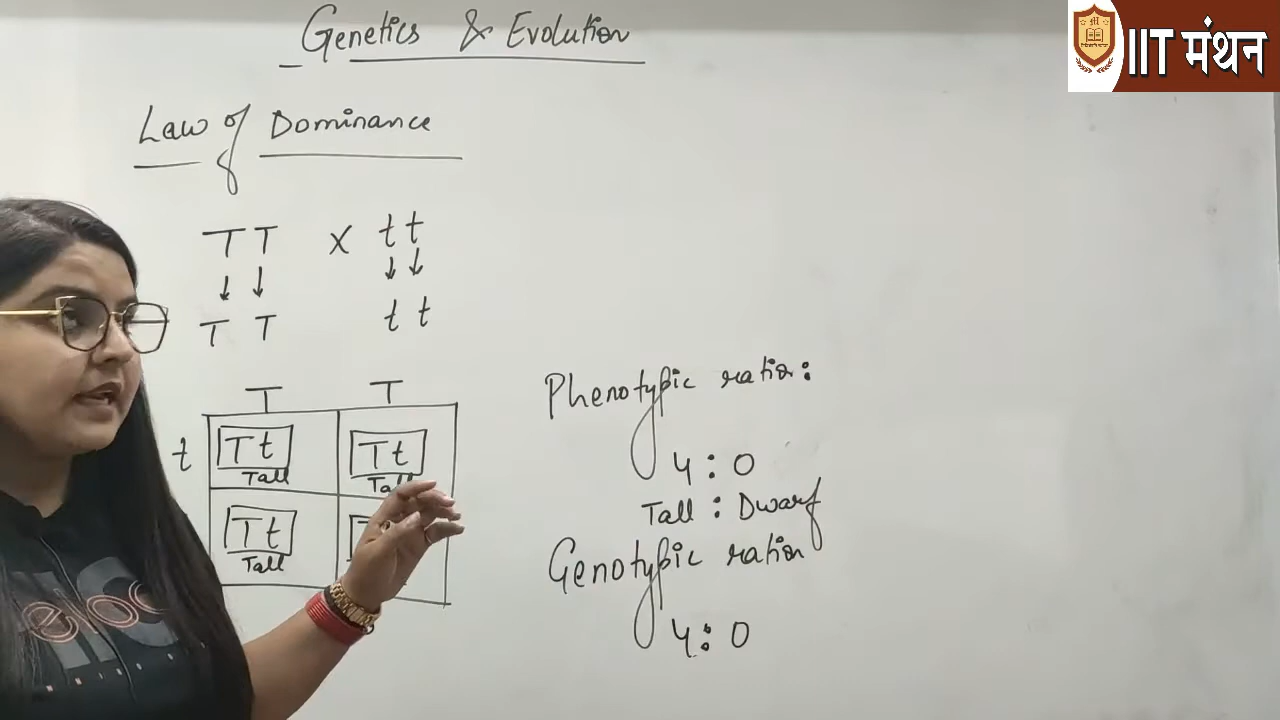 Genetics & Evolution
IIT मंथन
Law of Dominance
T T X t t
T T t t
T T
t Tt Tt
Tall Tall
Tt
Tall
Phenotypic ratio:
4 : 0
Tall : Dwarf
Genotypic ratio
4 : 0